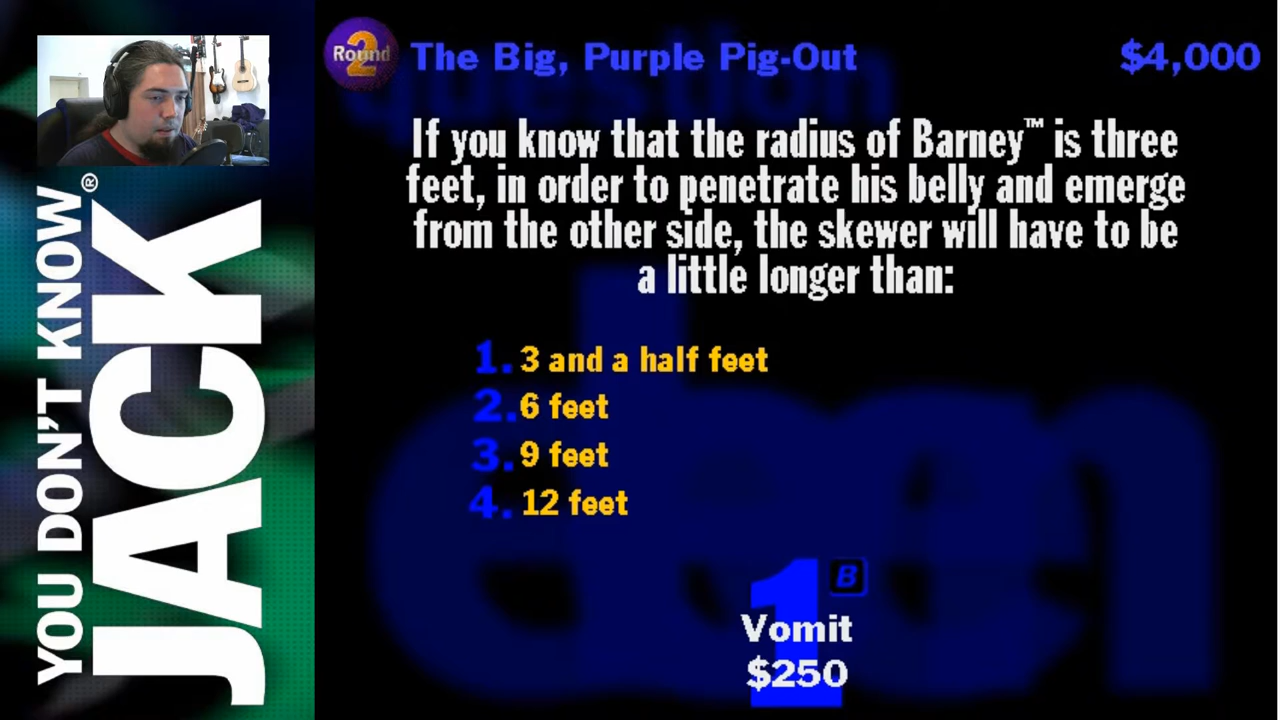 Round 2
The Big, Purple Pig-Out
$4,000
If you know that the radius of Barney™ is three
feet, in order to penetrate his belly and emerge
from the other side, the skewer will have to be
a little longer than:
1. 3 and a half feet
2. 6 feet
3. 9 feet
4. 12 feet
1 B
Vomit
$250
YOU DON'T KNOW®
JACK
question